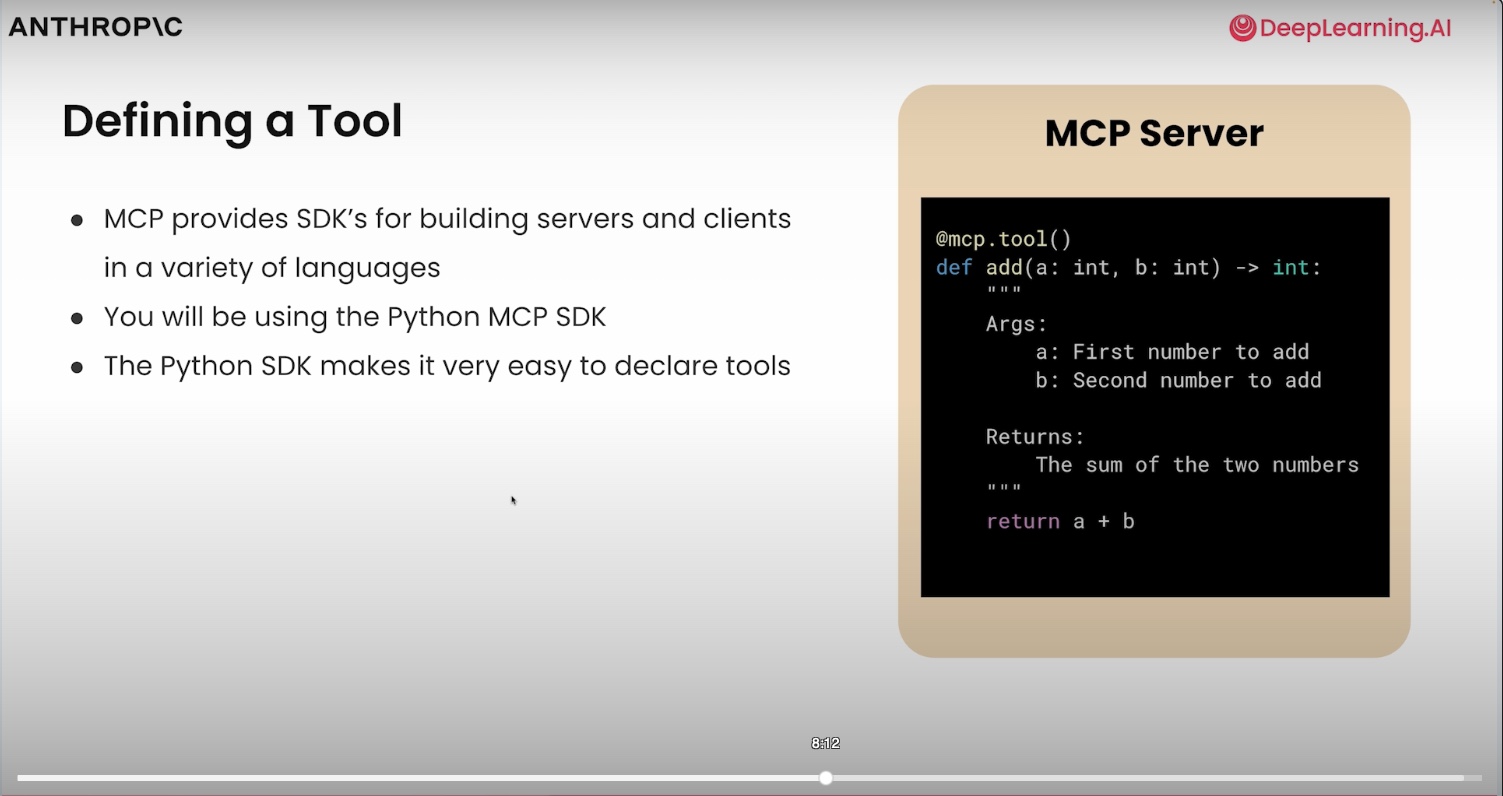 ANTHROP\C
DeepLearning.AI
Defining a Tool
MCP provides SDK’s for building servers and clients
in a variety of languages
You will be using the Python MCP SDK
The Python SDK makes it very easy to declare tools
MCP Server
@mcp.tool()
def add(a: int, b: int) -> int:
"""
Args:
a: First number to add
b: Second number to add
Returns:
The sum of the two numbers
"""
return a + b
8:12